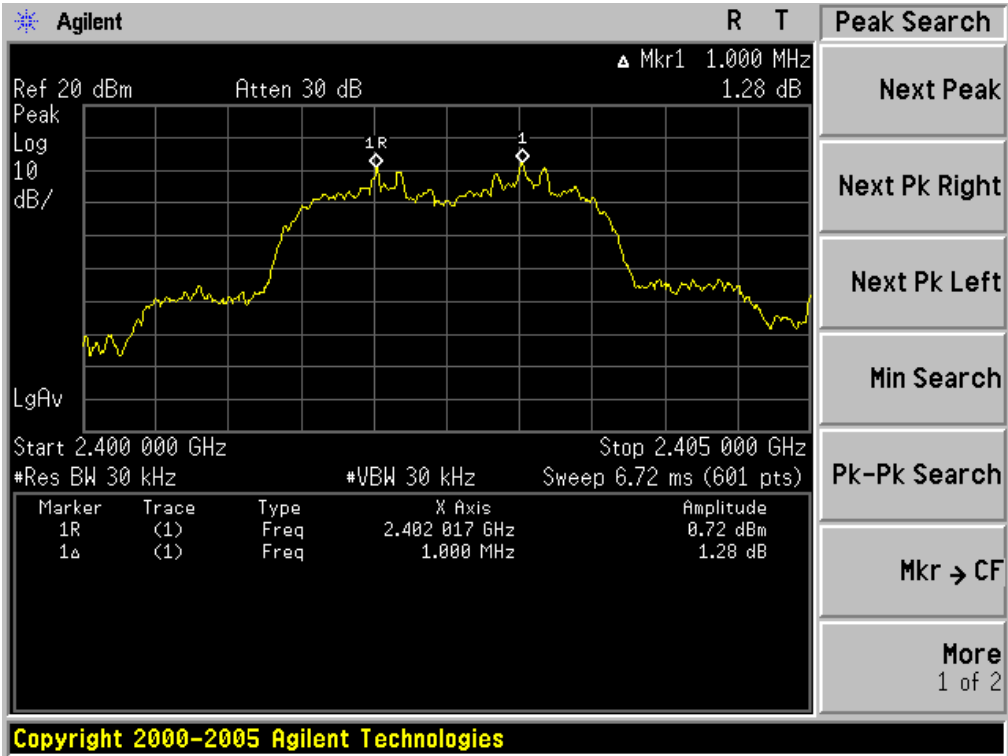 Agilent R T
Peak Search
Δ Mkr1 1.000 MHz
Ref 20 dBm Atten 30 dB 1.28 dB
Peak
Log
10
dB/
1R
1
LgAv
Start 2.400 000 GHz Stop 2.405 000 GHz
#Res BW 30 kHz #VBW 30 kHz Sweep 6.72 ms (601 pts)
Marker Trace Type X Axis Amplitude
1R (1) Freq 2.402 017 GHz 0.72 dBm
1Δ (1) Freq 1.000 MHz 1.28 dB
Next Peak
Next Pk Right
Next Pk Left
Min Search
Pk-Pk Search
Mkr → CF
More
1 of 2
Copyright 2000-2005 Agilent Technologies